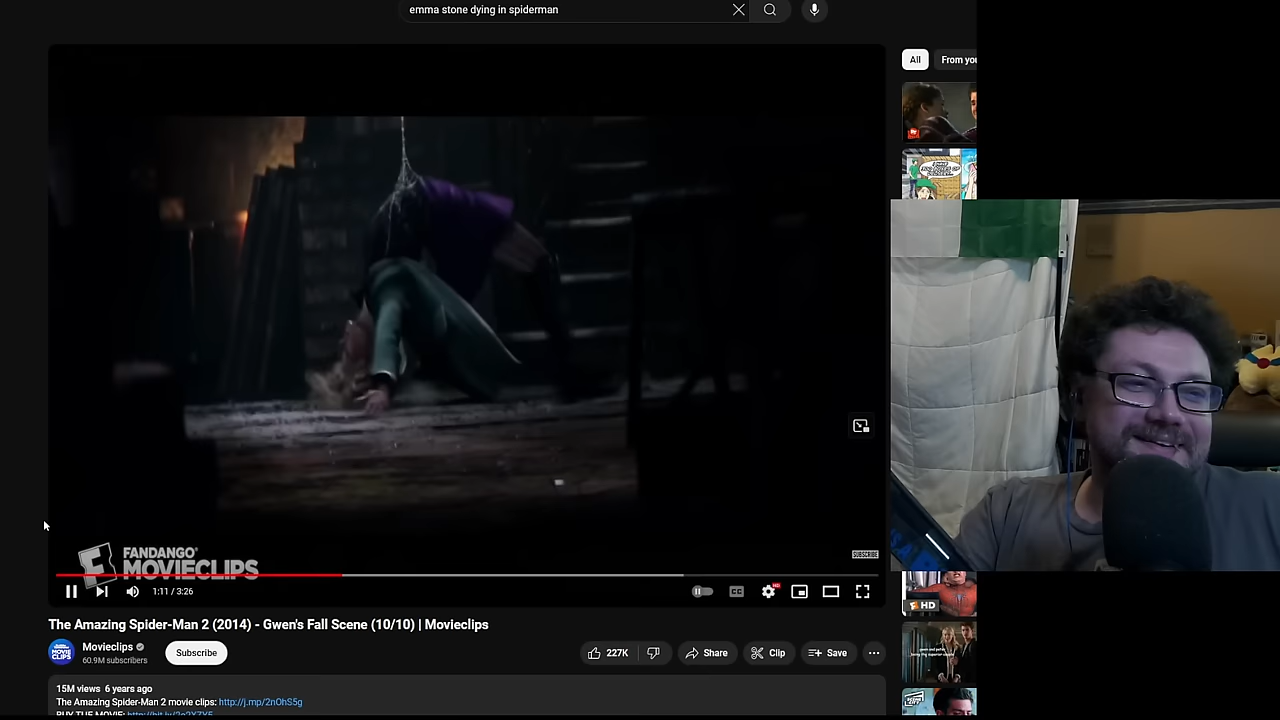 emma stone dying in spiderman
All
From you
FANDANGO
MOVIECLIPS
SUBSCRIBE
1:11 / 3:26
HD
The Amazing Spider-Man 2 (2014) - Gwen's Fall Scene (10/10) | Movieclips
Movieclips
60.9M subscribers
Subscribe
227K
Share
Clip
Save
15M views 6 years ago
The Amazing Spider-Man 2 movie clips: http://j.mp/2nOhS5g